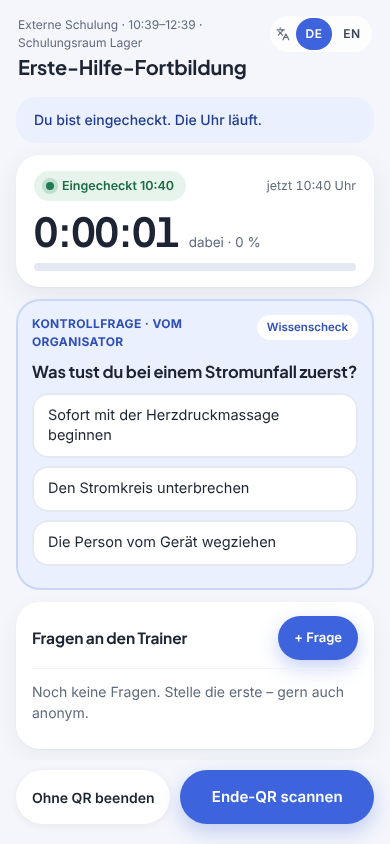 Externe Schulung · 10:39–12:39 ·
Schulungsraum Lager
DE
EN
Erste-Hilfe-Fortbildung
Du bist eingecheckt. Die Uhr läuft.
Eingecheckt 10:40
jetzt 10:40 Uhr
0:00:01 dabei · 0 %
KONTROLLFRAGE · VOM
ORGANISATOR
Wissenscheck
Was tust du bei einem Stromunfall zuerst?
Sofort mit der Herzdruckmassage
beginnen
Den Stromkreis unterbrechen
Die Person vom Gerät wegziehen
Fragen an den Trainer
+ Frage
Noch keine Fragen. Stelle die erste – gern auch
anonym.
Ohne QR beenden
Ende-QR scannen